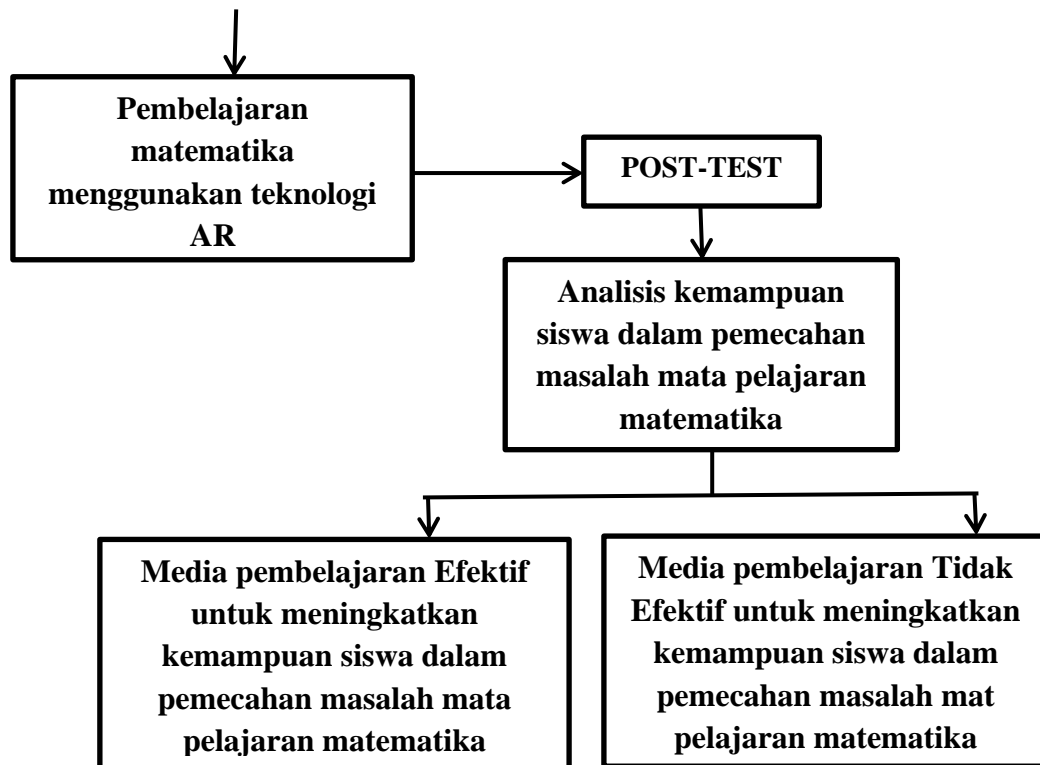 Pembelajaran
matematika
menggunakan teknologi
AR
POST-TEST
Analisis kemampuan
siswa dalam pemecahan
masalah mata pelajaran
matematika
Media pembelajaran Efektif
untuk meningkatkan
kemampuan siswa dalam
pemecahan masalah mata
pelajaran matematika
Media pembelajaran Tidak
Efektif untuk meningkatkan
kemampuan siswa dalam
pemecahan masalah mat
pelajaran matematika